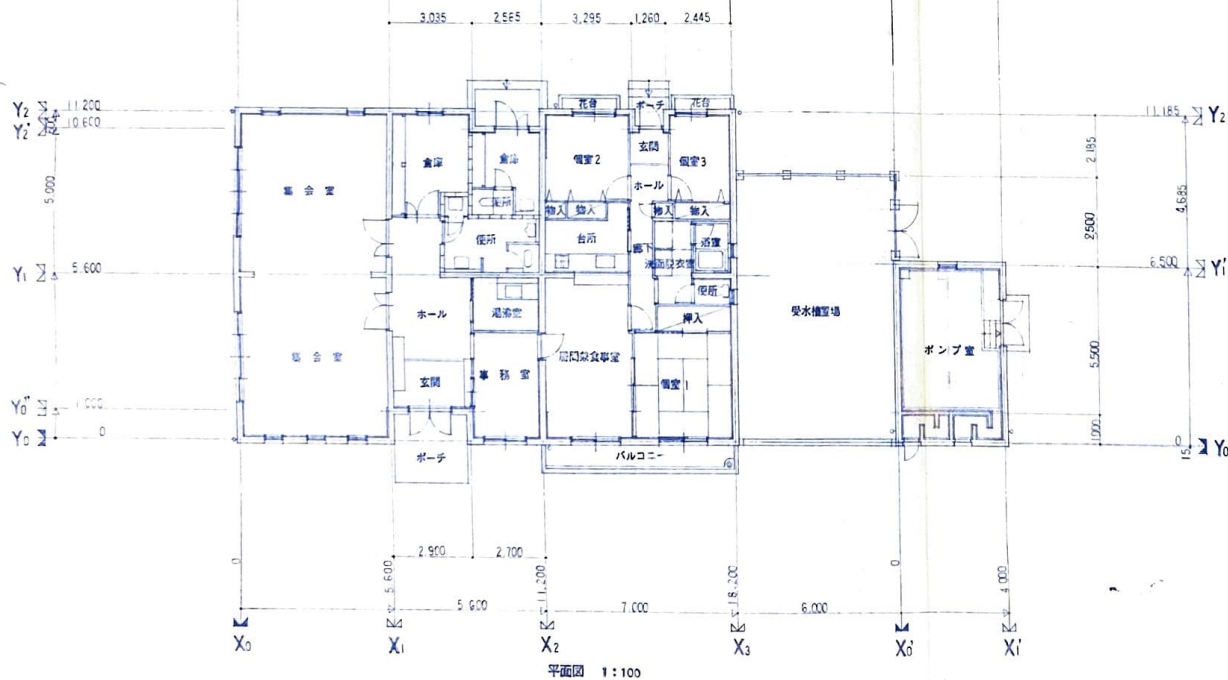 3,035 2,565 3,295 1,260 2,445
Y₂ 11.200
Y₂' 10.600
600
5.000
Y₁ 5.600
Y₀" 1.000
Y₀ 0
花台 ポーチ 花台
倉庫 倉庫 個室2 玄関 個室3
集会室
ホール
便所
物入 物入 物入 物入
便所 台所 廊下 浴室
洗面脱衣室
便所
ホール 湯沸室 押入 受水槽置場
ポンプ室
集会室 事務室 居間兼食事室 個室1
玄関
ポーチ バルコニー
11.185 Y₂
2.185
4.685
2.500
6.500 Y₁'
5.500
1.000
0
15
Y₀
2.900 2.700
0 5.600 11.200 18.200 0 4.000
5.600 7.000 6.000
X₀ X₁ X₂ X₃ X₀' X₁'
平面図 1:100